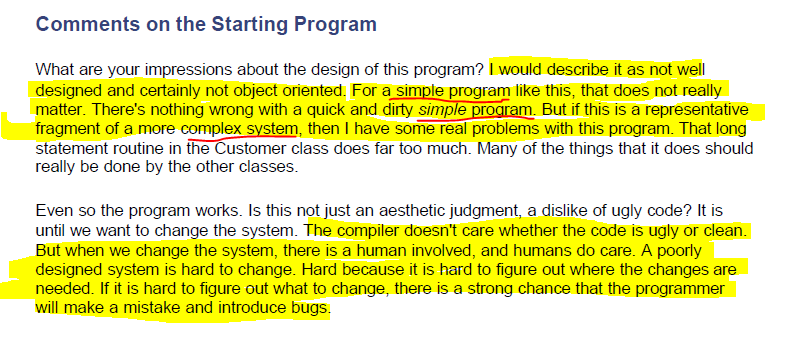 Comments on the Starting Program
What are your impressions about the design of this program? I would describe it as not well
designed and certainly not object oriented. For a simple program like this, that does not really
matter. There's nothing wrong with a quick and dirty simple program. But if this is a representative
fragment of a more complex system, then I have some real problems with this program. That long
statement routine in the Customer class does far too much. Many of the things that it does should
really be done by the other classes.
Even so the program works. Is this not just an aesthetic judgment, a dislike of ugly code? It is
until we want to change the system. The compiler doesn't care whether the code is ugly or clean.
But when we change the system, there is a human involved, and humans do care. A poorly
designed system is hard to change. Hard because it is hard to figure out where the changes are
needed. If it is hard to figure out what to change, there is a strong chance that the programmer
will make a mistake and introduce bugs.